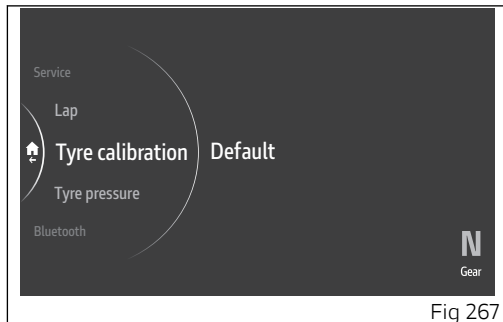 Service
Lap
Tyre calibration Default
Tyre pressure
Bluetooth
N
Gear
Fig 267